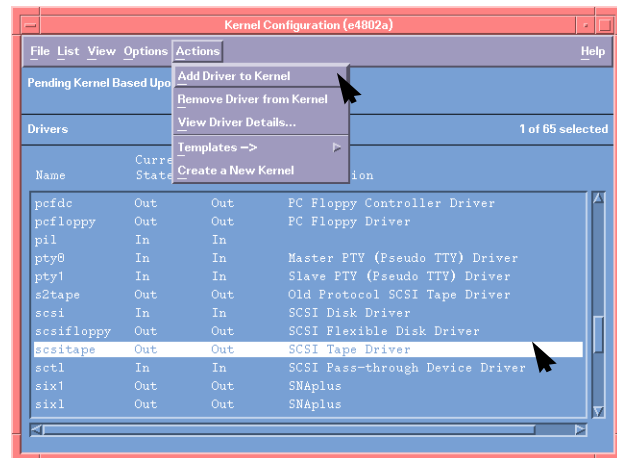 Kernel Configuration (e4802a)
File List View Options Actions Help
Add Driver to Kernel
Pending Kernel Based Upo
Remove Driver from Kernel
View Driver Details...
Drivers 1 of 65 selected
Templates –>
Curre
Create a New Kernel
Name State ion
pcfdc Out Out PC Floppy Controller Driver
pcfloppy Out Out PC Floppy Driver
pil In In
pty0 In In Master PTY (Pseudo TTY) Driver
pty1 In In Slave PTY (Pseudo TTY) Driver
s2tape Out Out Old Protocol SCSI Tape Driver
scsi In In SCSI Disk Driver
scsifloppy Out Out SCSI Flexible Disk Driver
scsitape Out Out SCSI Tape Driver
sctl In In SCSI Pass-through Device Driver
six1 Out Out SNAplus
sixl Out Out SNAplus